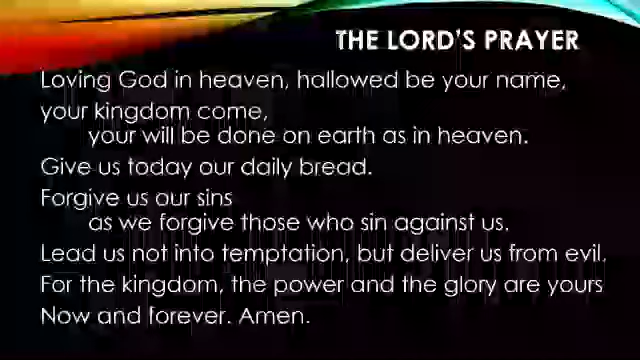 THE LORD'S PRAYER
Loving God in heaven, hallowed be your name,
your kingdom come,
your will be done on earth as in heaven.
Give us today our daily bread.
Forgive us our sins
as we forgive those who sin against us.
Lead us not into temptation, but deliver us from evil.
For the kingdom, the power and the glory are yours
Now and forever. Amen.